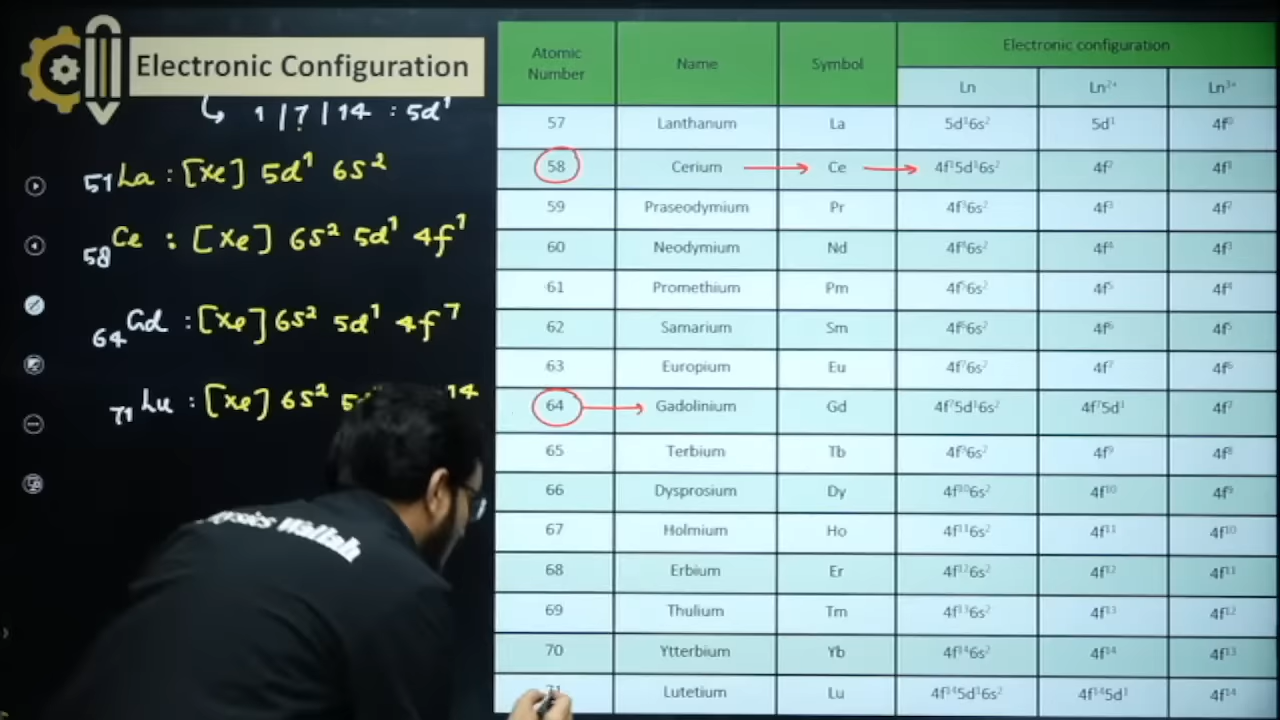 Electronic Configuration
↳ 1 / 7 / 14 : 5d¹
51La : [Xe] 5d¹ 6s²
58Ce : [Xe] 6s² 5d¹ 4f¹
64Gd : [Xe] 6s² 5d¹ 4f⁷
71Lu : [Xe] 6s² 14
Physics Wallah
Atomic Number Name Symbol Electronic configuration
Ln Ln²⁺ Ln³⁺
57 Lanthanum La 5d¹6s² 5d¹ 4f⁰
58 Cerium → Ce → 4f¹5d¹6s² 4f² 4f¹
59 Praseodymium Pr 4f³6s² 4f³ 4f²
60 Neodymium Nd 4f⁴6s² 4f⁴ 4f³
61 Promethium Pm 4f⁵6s² 4f⁵ 4f⁴
62 Samarium Sm 4f⁶6s² 4f⁶ 4f⁵
63 Europium Eu 4f⁷6s² 4f⁷ 4f⁶
64 → Gadolinium Gd 4f⁷5d¹6s² 4f⁷5d¹ 4f⁷
65 Terbium Tb 4f⁹6s² 4f⁹ 4f⁸
66 Dysprosium Dy 4f¹⁰6s² 4f¹⁰ 4f⁹
67 Holmium Ho 4f¹¹6s² 4f¹¹ 4f¹⁰
68 Erbium Er 4f¹²6s² 4f¹² 4f¹¹
69 Thulium Tm 4f¹³6s² 4f¹³ 4f¹²
70 Ytterbium Yb 4f¹⁴6s² 4f¹⁴ 4f¹³
71 Lutetium Lu 4f¹⁴5d¹6s² 4f¹⁴5d¹ 4f¹⁴